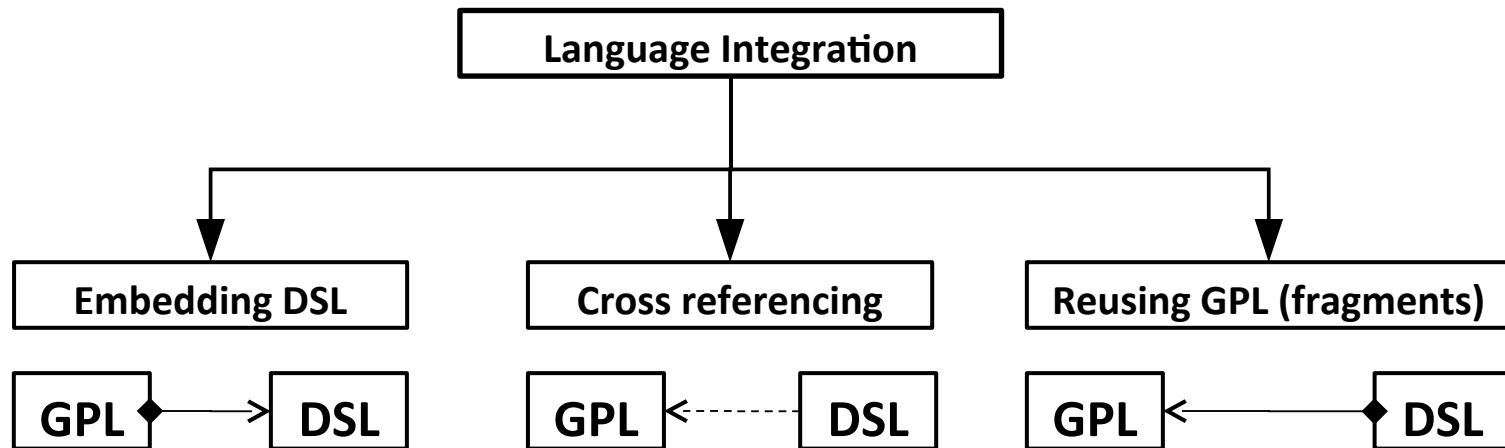 Language Integration
Embedding DSL
Cross referencing
Reusing GPL (fragments)
GPL
DSL
GPL
DSL
GPL
DSL